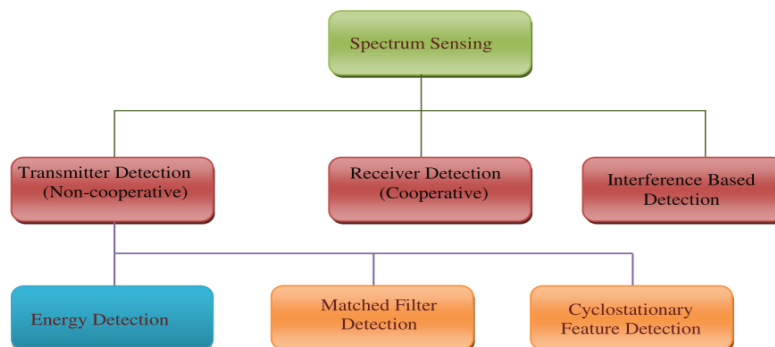 Spectrum Sensing
Transmitter Detection
(Non-cooperative)
Receiver Detection
(Cooperative)
Interference Based
Detection
Energy Detection
Matched Filter
Detection
Cyclostationary
Feature Detection